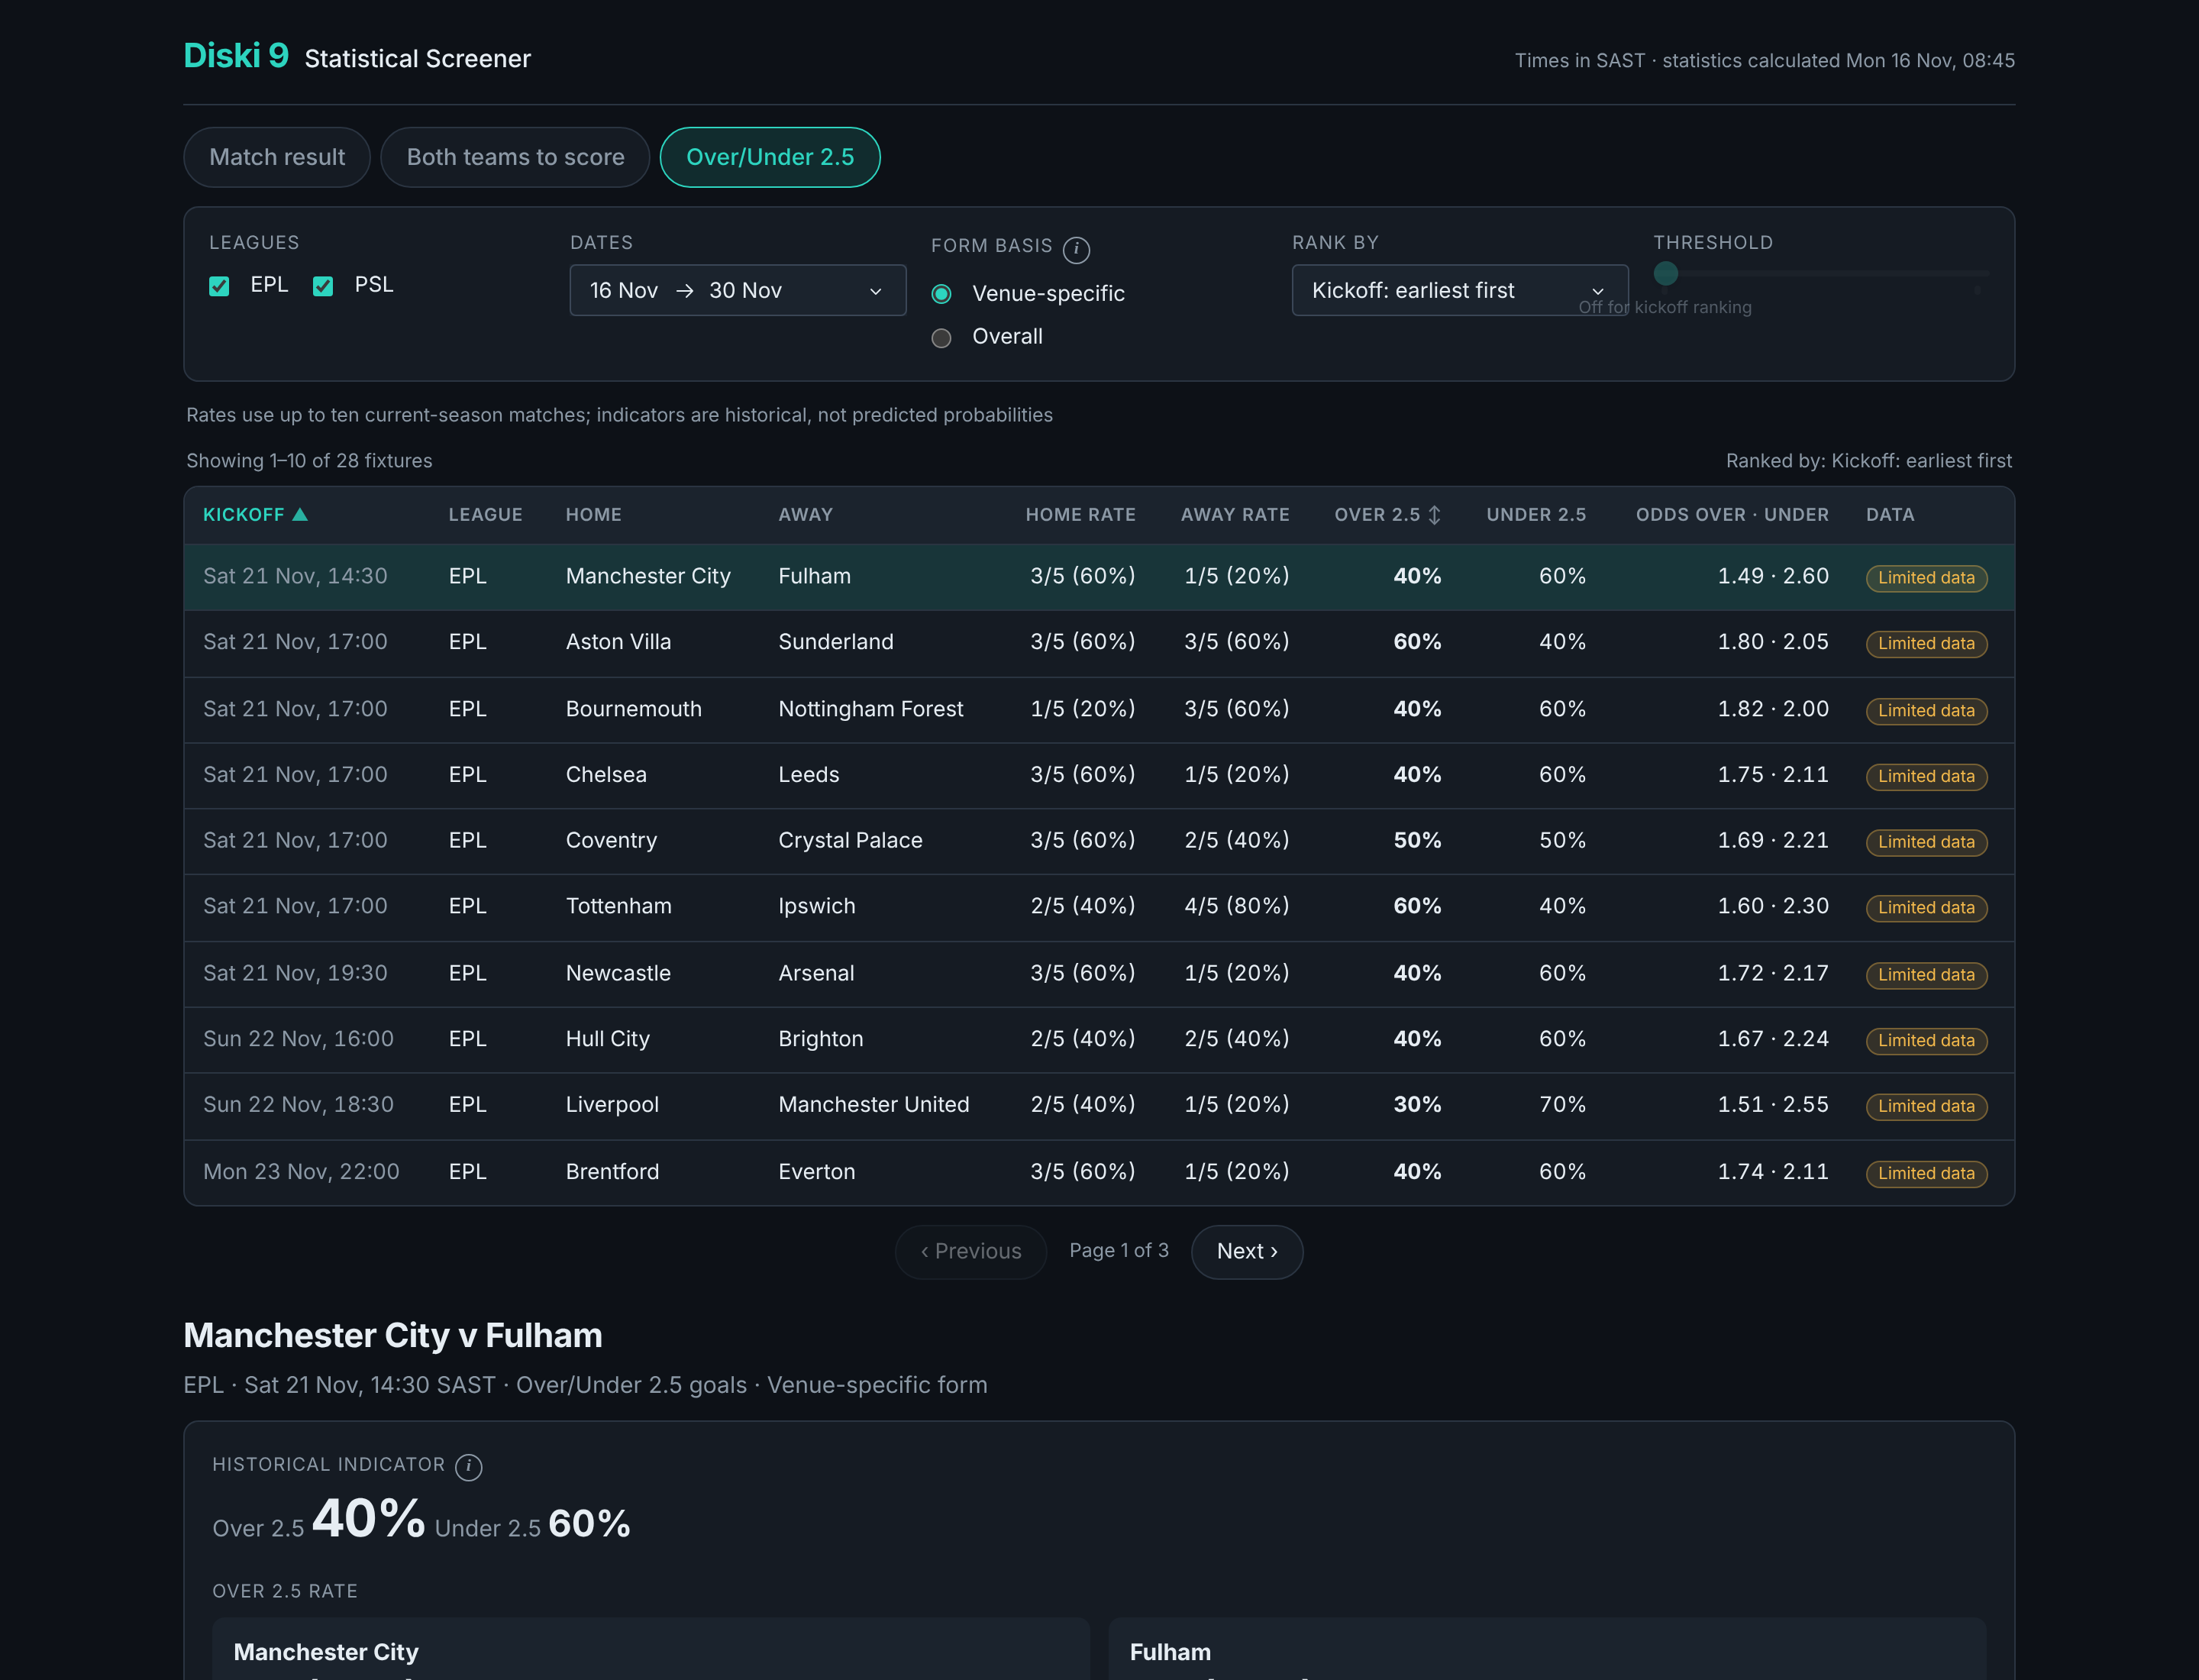 Diski 9 Statistical Screener
Times in SAST · statistics calculated Mon 16 Nov, 08:45
Match result
Both teams to score
Over/Under 2.5
LEAGUES
EPL PSL
DATES
16 Nov → 30 Nov
FORM BASIS i
Venue-specific
Overall
RANK BY
Kickoff: earliest first
THRESHOLD
Off for kickoff ranking
Rates use up to ten current-season matches; indicators are historical, not predicted probabilities
Showing 1–10 of 28 fixtures
Ranked by: Kickoff: earliest first
KICKOFF ▲ LEAGUE HOME AWAY HOME RATE AWAY RATE OVER 2.5 ↕ UNDER 2.5 ODDS OVER · UNDER DATA
Sat 21 Nov, 14:30 EPL Manchester City Fulham 3/5 (60%) 1/5 (20%) 40% 60% 1.49 · 2.60 Limited data
Sat 21 Nov, 17:00 EPL Aston Villa Sunderland 3/5 (60%) 3/5 (60%) 60% 40% 1.80 · 2.05 Limited data
Sat 21 Nov, 17:00 EPL Bournemouth Nottingham Forest 1/5 (20%) 3/5 (60%) 40% 60% 1.82 · 2.00 Limited data
Sat 21 Nov, 17:00 EPL Chelsea Leeds 3/5 (60%) 1/5 (20%) 40% 60% 1.75 · 2.11 Limited data
Sat 21 Nov, 17:00 EPL Coventry Crystal Palace 3/5 (60%) 2/5 (40%) 50% 50% 1.69 · 2.21 Limited data
Sat 21 Nov, 17:00 EPL Tottenham Ipswich 2/5 (40%) 4/5 (80%) 60% 40% 1.60 · 2.30 Limited data
Sat 21 Nov, 19:30 EPL Newcastle Arsenal 3/5 (60%) 1/5 (20%) 40% 60% 1.72 · 2.17 Limited data
Sun 22 Nov, 16:00 EPL Hull City Brighton 2/5 (40%) 2/5 (40%) 40% 60% 1.67 · 2.24 Limited data
Sun 22 Nov, 18:30 EPL Liverpool Manchester United 2/5 (40%) 1/5 (20%) 30% 70% 1.51 · 2.55 Limited data
Mon 23 Nov, 22:00 EPL Brentford Everton 3/5 (60%) 1/5 (20%) 40% 60% 1.74 · 2.11 Limited data
‹ Previous Page 1 of 3 Next ›
Manchester City v Fulham
EPL · Sat 21 Nov, 14:30 SAST · Over/Under 2.5 goals · Venue-specific form
HISTORICAL INDICATOR i
Over 2.5 40% Under 2.5 60%
OVER 2.5 RATE
Manchester City
Fulham